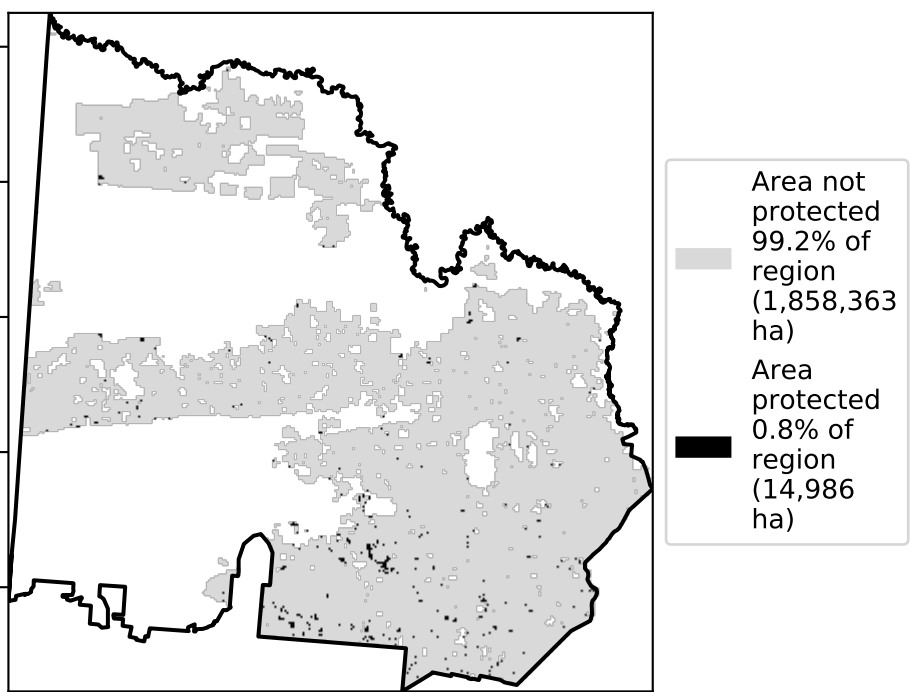 Area not
protected
99.2% of
region
(1,858,363
ha)
Area
protected
0.8% of
region
(14,986
ha)